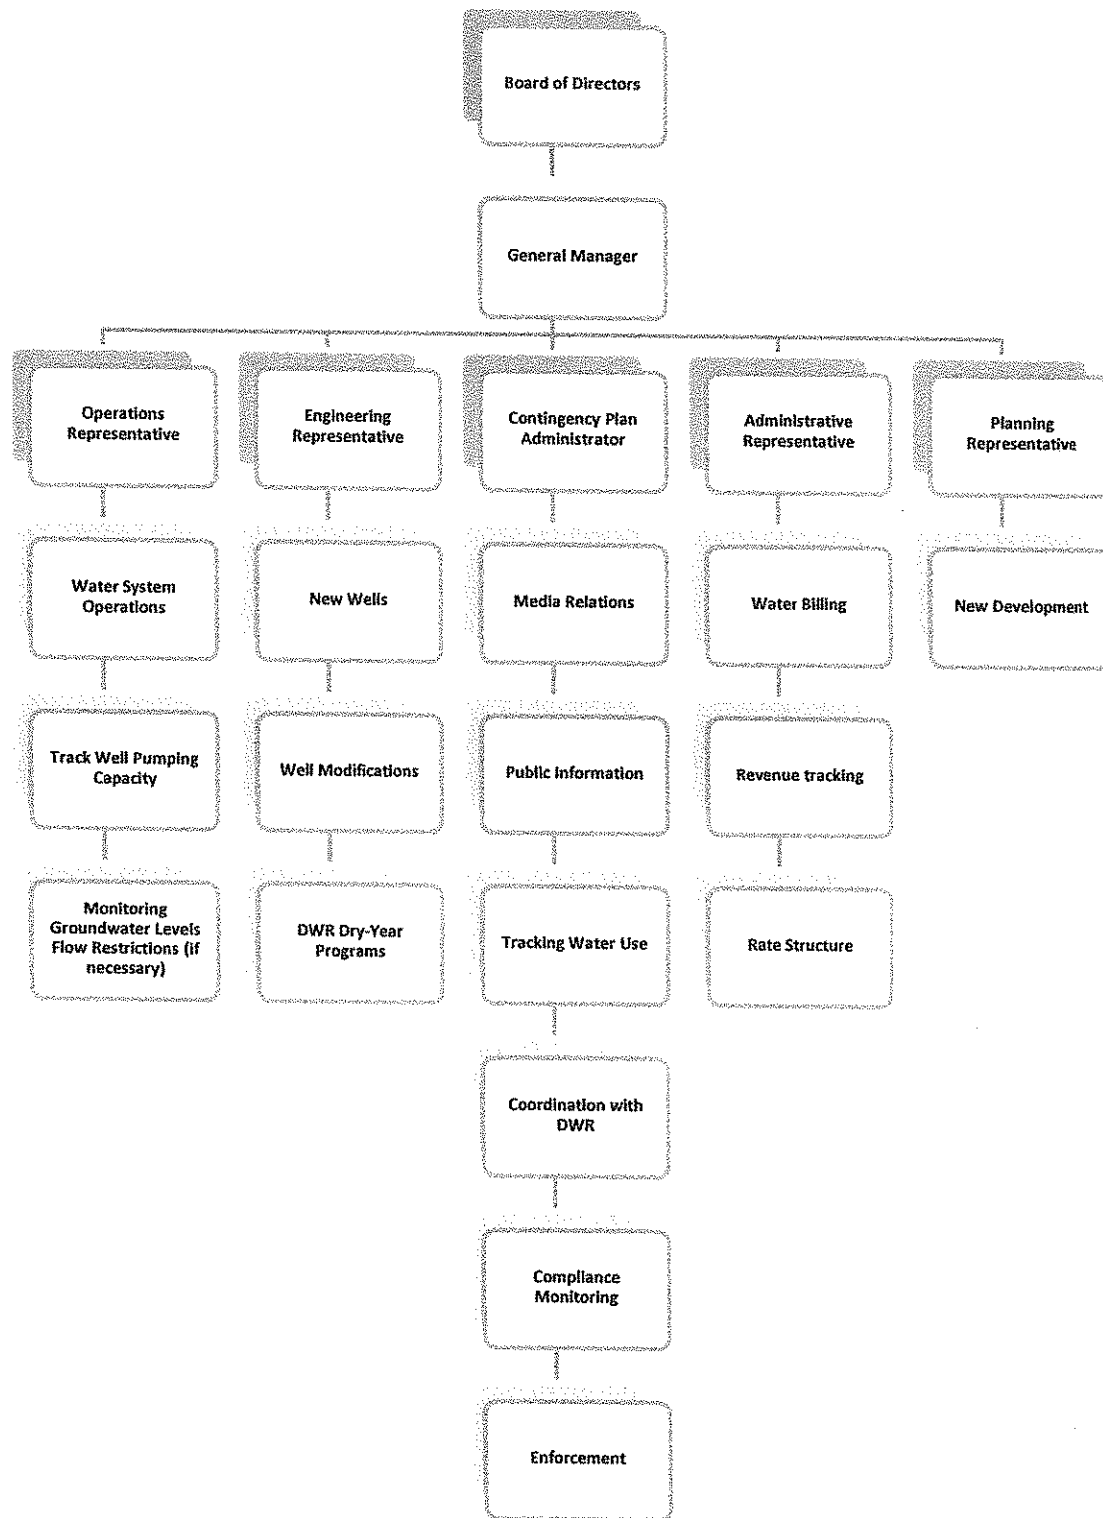 Board of Directors
General Manager
Operations
Representative
Engineering
Representative
Contingency Plan
Administrator
Administrative
Representative
Planning
Representative
Water System
Operations
New Wells
Media Relations
Water Billing
New Development
Track Well Pumping
Capacity
Well Modifications
Public Information
Revenue tracking
Monitoring
Groundwater Levels
Flow Restrictions (if
necessary)
DWR Dry-Year
Programs
Tracking Water Use
Rate Structure
Coordination with
DWR
Compliance
Monitoring
Enforcement